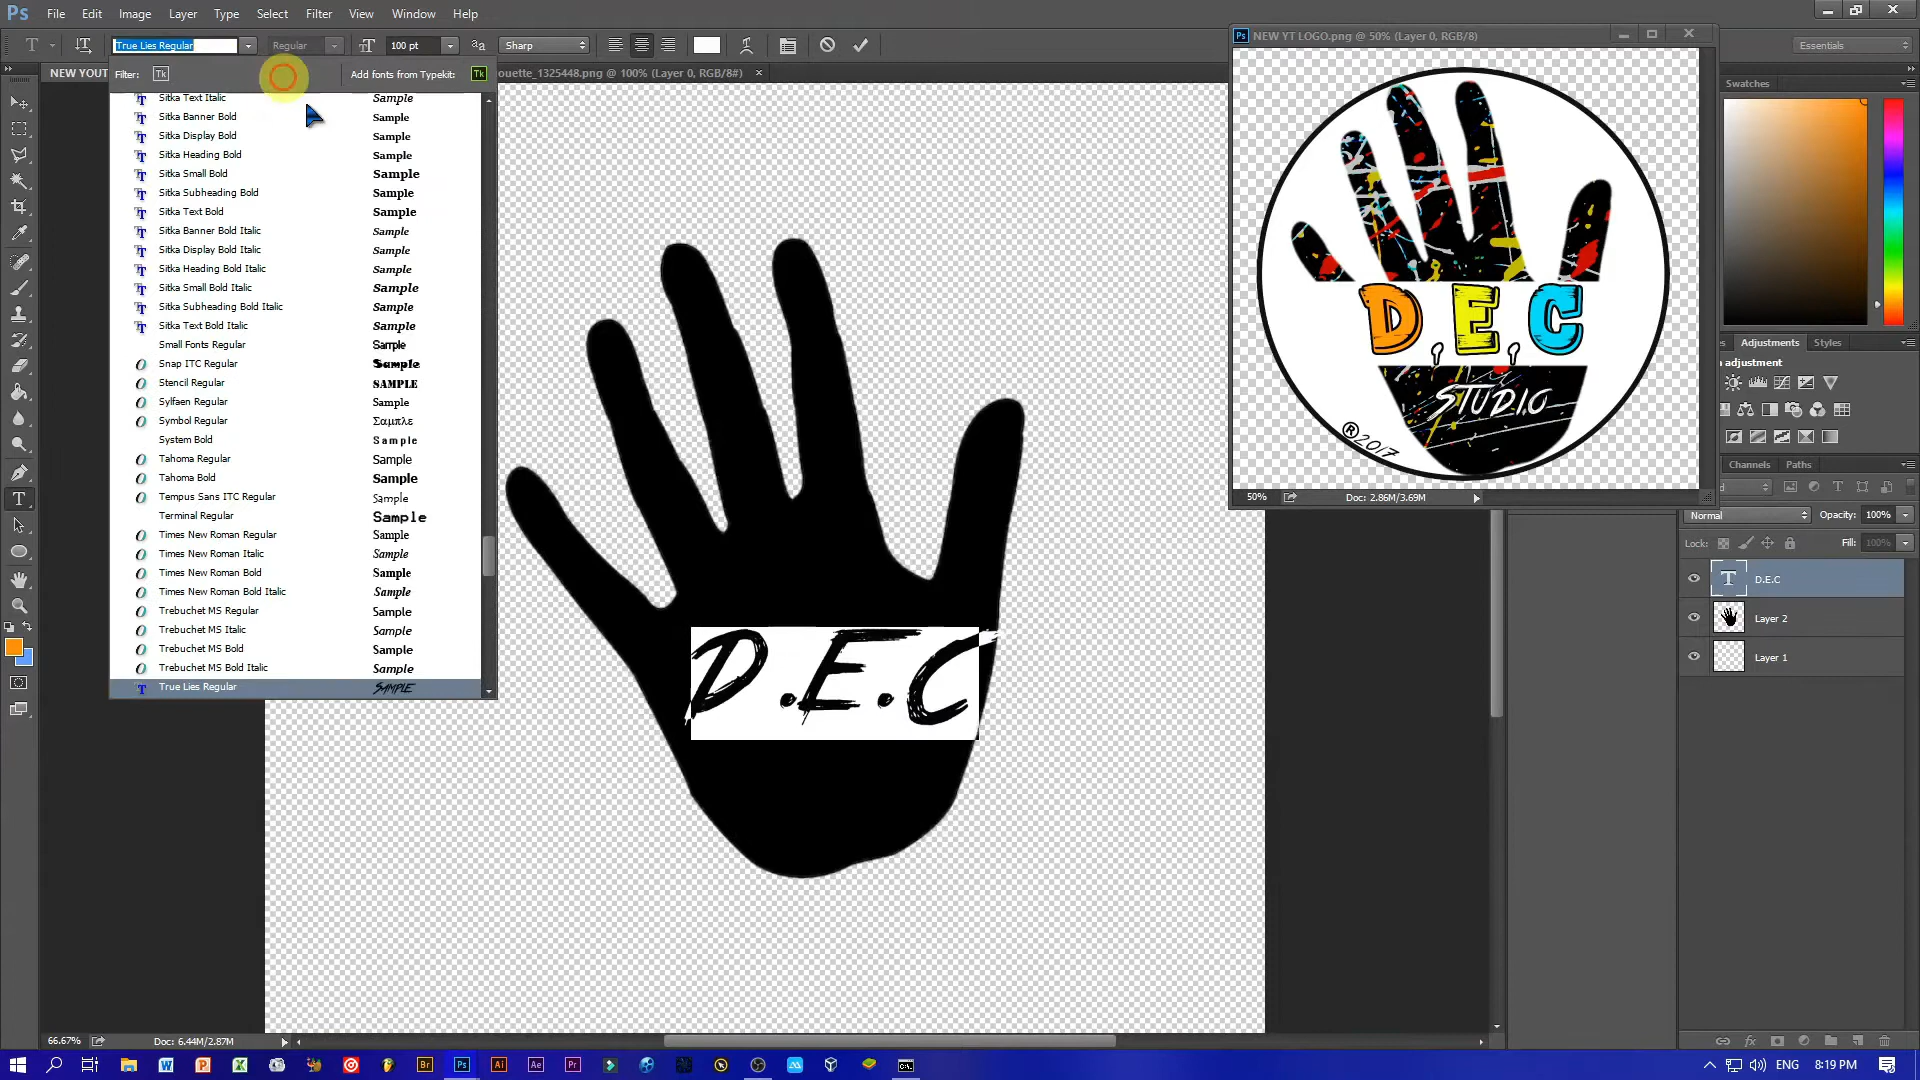 Ps File Edit Image Layer Type Select Filter View Window Help
T True Lies Regular Regular 100 pt Sharp Essentials
NEW YOUT
ouette_1325448.png @ 100% (Layer 0, RGB/8#) ×
Filter: Tk Add fonts from Typekit: Tk
Sitka Text Italic Sample
Sitka Banner Bold Sample
Sitka Display Bold Sample
Sitka Heading Bold Sample
Sitka Small Bold Sample
Sitka Subheading Bold Sample
Sitka Text Bold Sample
Sitka Banner Bold Italic Sample
Sitka Display Bold Italic Sample
Sitka Heading Bold Italic Sample
Sitka Small Bold Italic Sample
Sitka Subheading Bold Italic Sample
Sitka Text Bold Italic Sample
Small Fonts Regular Sample
Snap ITC Regular Sample
Stencil Regular SAMPLE
Sylfaen Regular Sample
Symbol Regular Σαμπλε
System Bold Sample
Tahoma Regular Sample
Tahoma Bold Sample
Tempus Sans ITC Regular Sample
Terminal Regular Sample
Times New Roman Regular Sample
Times New Roman Italic Sample
Times New Roman Bold Sample
Times New Roman Bold Italic Sample
Trebuchet MS Regular Sample
Trebuchet MS Italic Sample
Trebuchet MS Bold Sample
Trebuchet MS Bold Italic Sample
True Lies Regular SAMPLE
D.E.C
Ps NEW YT LOGO.png @ 50% (Layer 0, RGB/8)
D,E,C
STUDIO
®2017
50% Doc: 2.86M/3.69M
Swatches
Adjustments Styles
adjustment
Channels Paths
Normal Opacity: 100%
Lock: Fill: 100%
T D.E.C
Layer 2
Layer 1
66.67% Doc: 6.44M/2.87M
Br Ps Ai Ae Pr ENG 8:19 PM